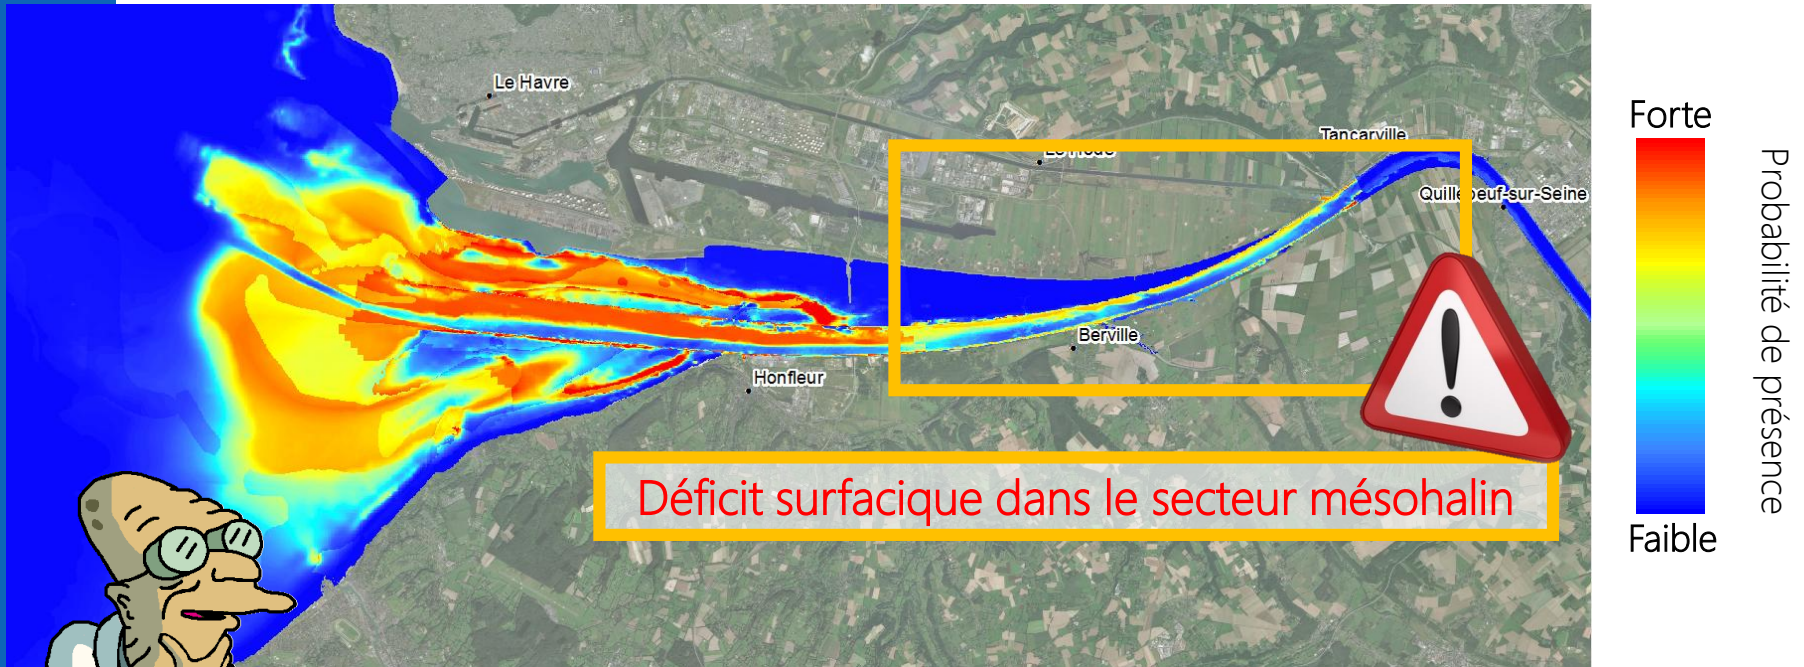 Le Havre
Tancarville
Quillebeuf-sur-Seine
Berville
Honfleur
Déficit surfacique dans le secteur mésohalin
Forte
Faible
Probabilité de présence